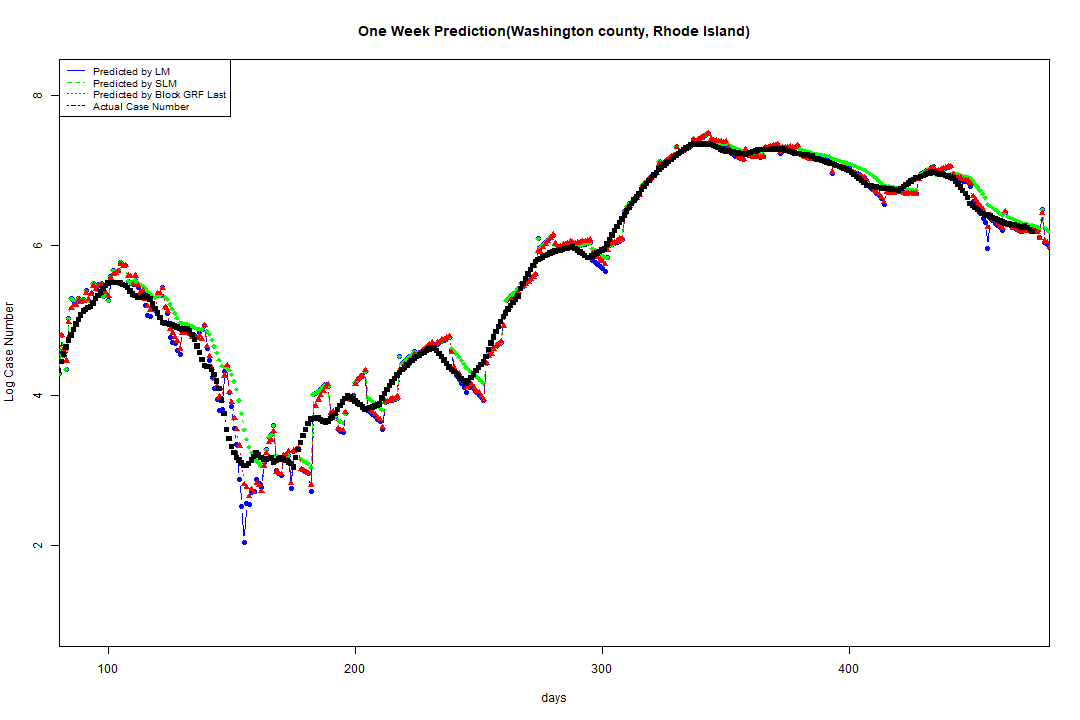 One Week Prediction(Washington county, Rhode Island)
Predicted by LM
Predicted by SLM
Predicted by Block GRF Last
Actual Case Number
8
6
4
2
Log Case Number
100 200 300 400
days